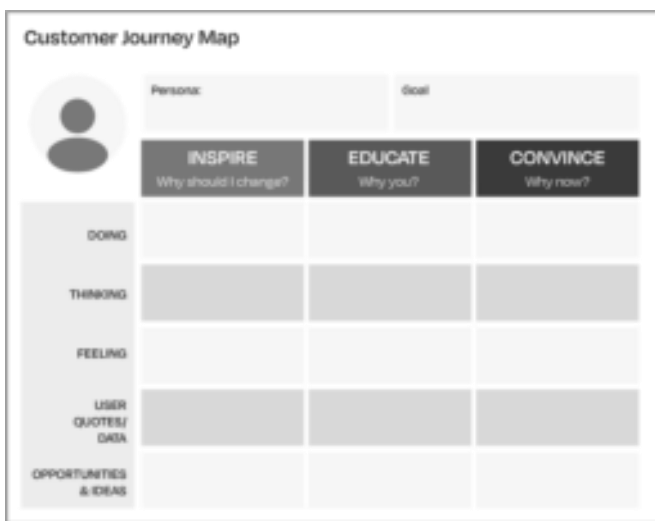 Customer Journey Map
Persona:
Goal
INSPIRE
Why should I change?
EDUCATE
Why you?
CONVINCE
Why now?
DOING
THINKING
FEELING
USER
QUOTES/
DATA
OPPORTUNITIES
& IDEAS